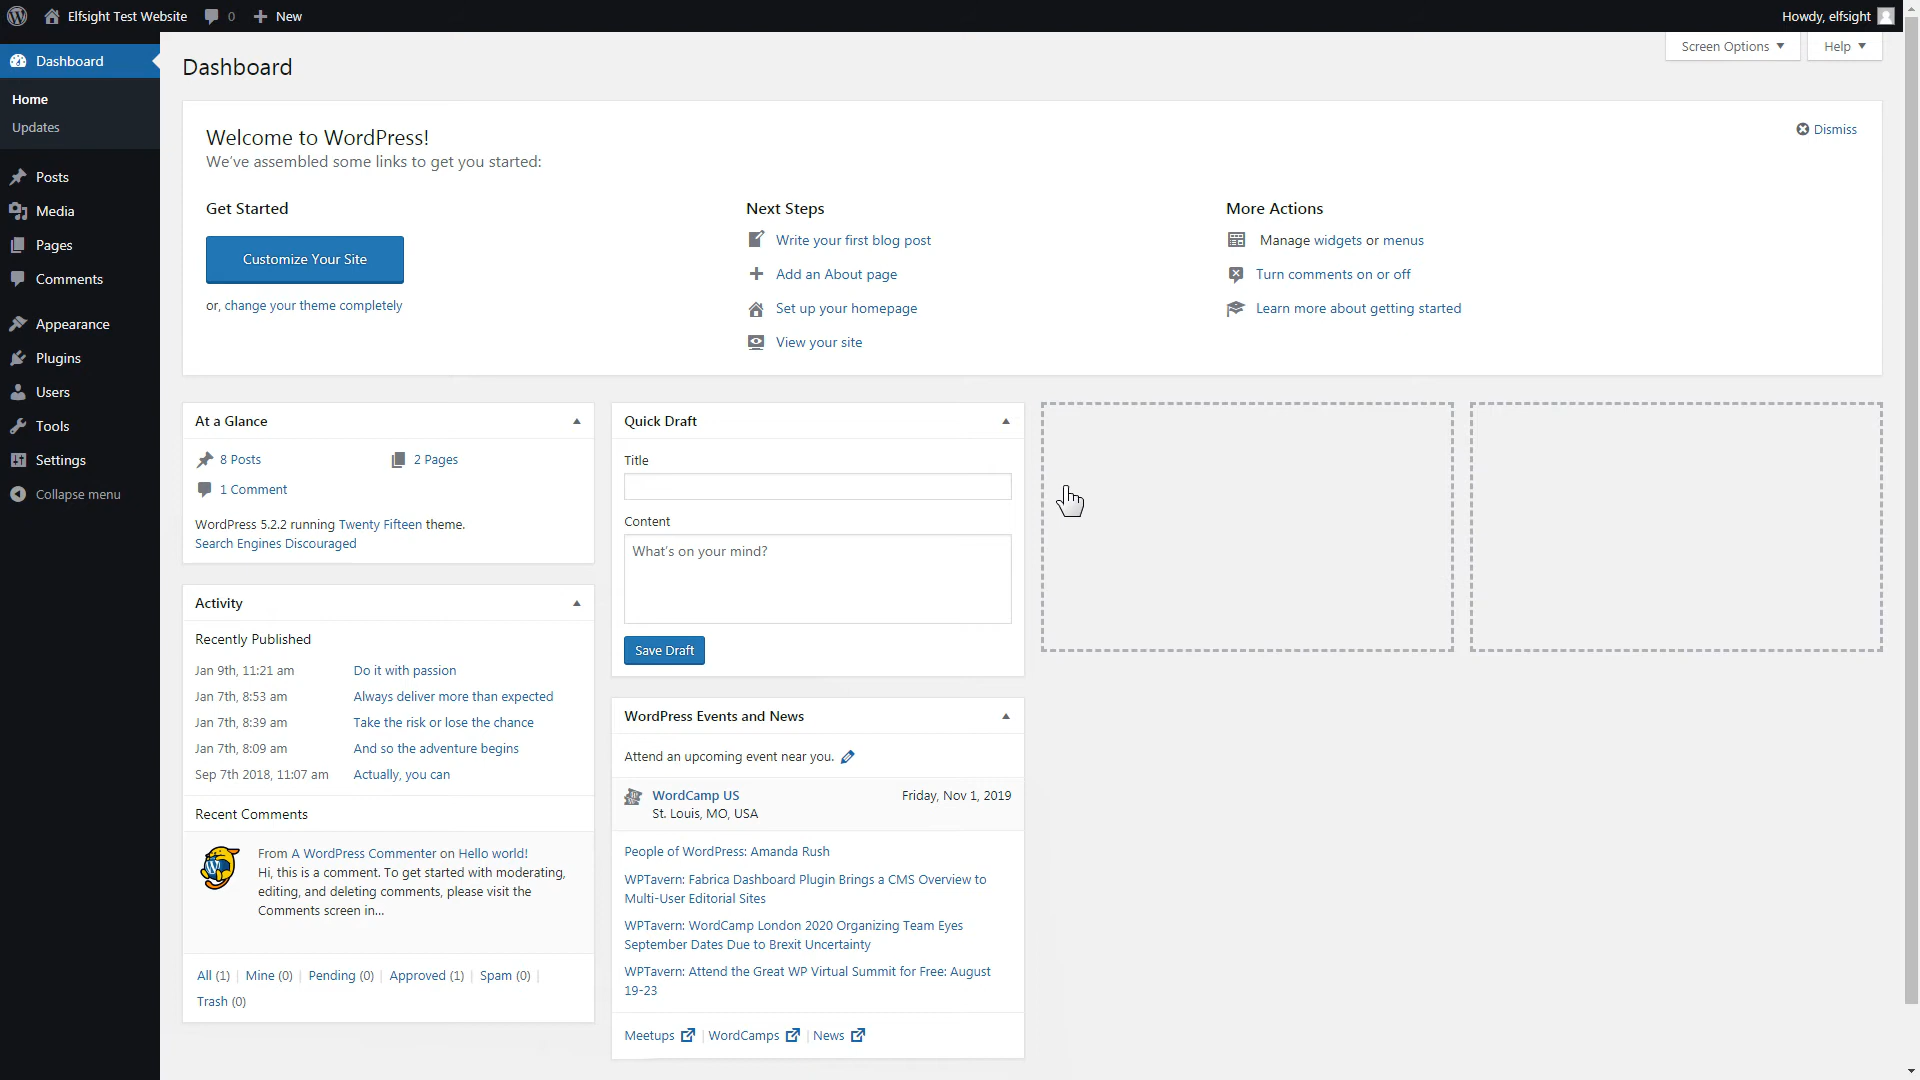 Elfsight Test Website 0 New Howdy, elfsight
Screen Options Help
Dashboard
Home
Updates
Posts
Media
Pages
Comments
Appearance
Plugins
Users
Tools
Settings
Collapse menu
Dashboard
Welcome to WordPress!
We've assembled some links to get you started:
Dismiss
Get Started
Customize Your Site
or, change your theme completely
Next Steps
Write your first blog post
Add an About page
Set up your homepage
View your site
More Actions
Manage widgets or menus
Turn comments on or off
Learn more about getting started
At a Glance
8 Posts 2 Pages
1 Comment
WordPress 5.2.2 running Twenty Fifteen theme.
Search Engines Discouraged
Activity
Recently Published
Jan 9th, 11:21 am Do it with passion
Jan 7th, 8:53 am Always deliver more than expected
Jan 7th, 8:39 am Take the risk or lose the chance
Jan 7th, 8:09 am And so the adventure begins
Sep 7th 2018, 11:07 am Actually, you can
Recent Comments
From A WordPress Commenter on Hello world!
Hi, this is a comment. To get started with moderating,
editing, and deleting comments, please visit the
Comments screen in...
All (1) | Mine (0) | Pending (0) | Approved (1) | Spam (0) |
Trash (0)
Quick Draft
Title
Content
What's on your mind?
Save Draft
WordPress Events and News
Attend an upcoming event near you.
WordCamp US Friday, Nov 1, 2019
St. Louis, MO, USA
People of WordPress: Amanda Rush
WPTavern: Fabrica Dashboard Plugin Brings a CMS Overview to
Multi-User Editorial Sites
WPTavern: WordCamp London 2020 Organizing Team Eyes
September Dates Due to Brexit Uncertainty
WPTavern: Attend the Great WP Virtual Summit for Free: August
19-23
Meetups | WordCamps | News